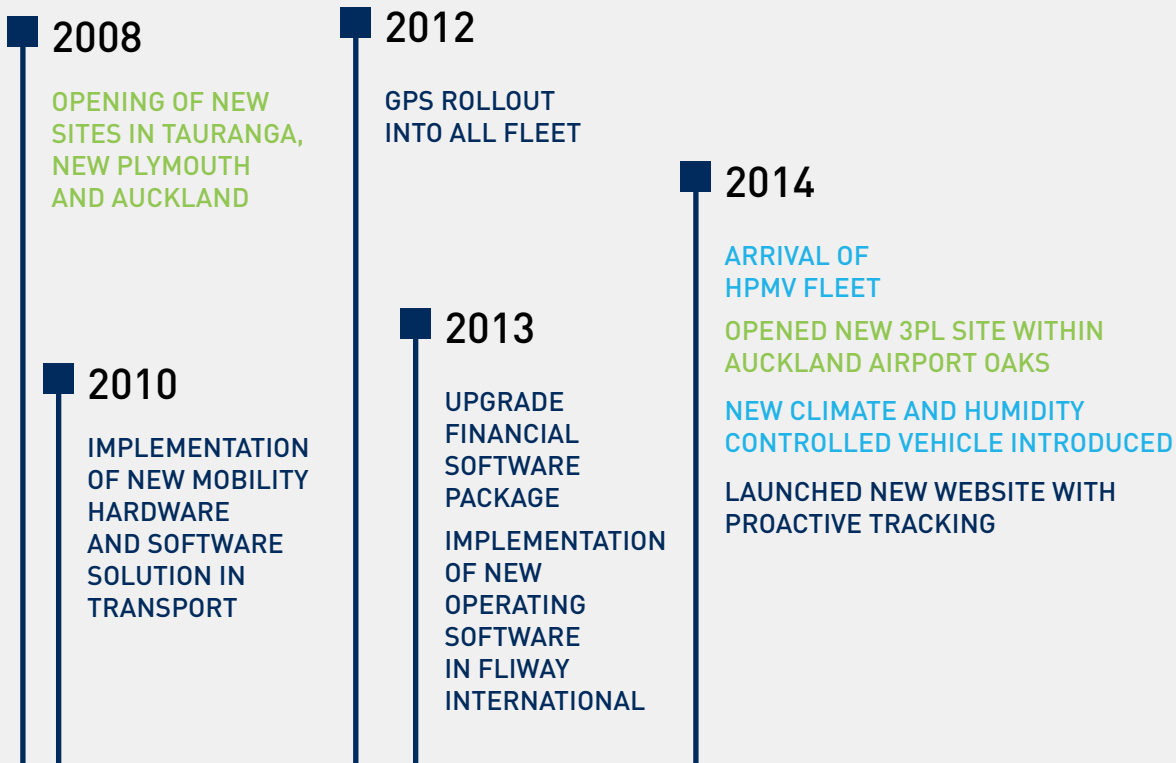 2008
OPENING OF NEW
SITES IN TAURANGA,
NEW PLYMOUTH
AND AUCKLAND
2010
IMPLEMENTATION
OF NEW MOBILITY
HARDWARE
AND SOFTWARE
SOLUTION IN
TRANSPORT
2012
GPS ROLLOUT
INTO ALL FLEET
2013
UPGRADE
FINANCIAL
SOFTWARE
PACKAGE
IMPLEMENTATION
OF NEW
OPERATING
SOFTWARE
IN FLIWAY
INTERNATIONAL
2014
ARRIVAL OF
HPMV FLEET
OPENED NEW 3PL SITE WITHIN
AUCKLAND AIRPORT OAKS
NEW CLIMATE AND HUMIDITY
CONTROLLED VEHICLE INTRODUCED
LAUNCHED NEW WEBSITE WITH
PROACTIVE TRACKING